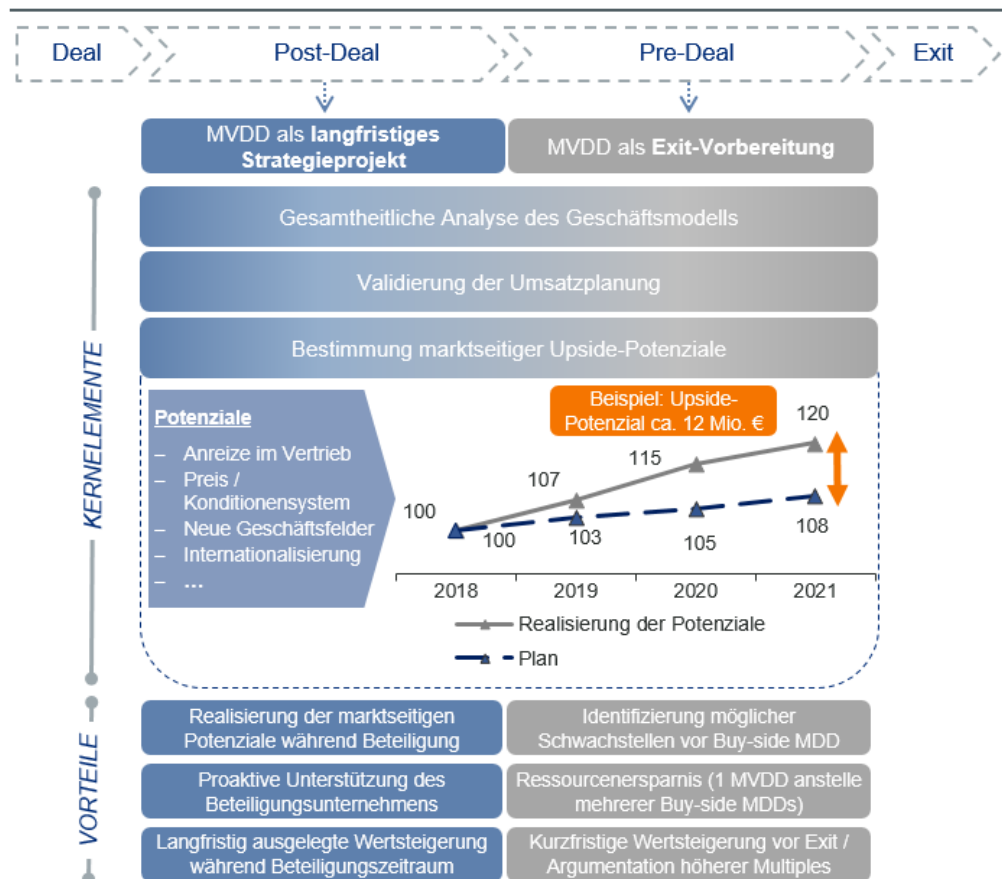 Deal
Post-Deal
Pre-Deal
Exit
MVDD als langfristiges
Strategieprojekt
MVDD als Exit-Vorbereitung
KERNELEMENTE
Gesamtheitliche Analyse des Geschäftsmodells
Validierung der Umsatzplanung
Bestimmung marktseitiger Upside-Potenziale
Potenziale
– Anreize im Vertrieb
– Preis /
Konditionensystem
– Neue Geschäftsfelder
– Internationalisierung
– …
Beispiel: Upside-
Potenzial ca. 12 Mio. €
100
107
115
120
100
103
105
108
2018
2019
2020
2021
Realisierung der Potenziale
Plan
VORTEILE
Realisierung der marktseitigen
Potenziale während Beteiligung
Identifizierung möglicher
Schwachstellen vor Buy-side MDD
Proaktive Unterstützung des
Beteiligungsunternehmens
Ressourcenersparnis (1 MVDD anstelle
mehrerer Buy-side MDDs)
Langfristig ausgelegte Wertsteigerung
während Beteiligungszeitraum
Kurzfristige Wertsteigerung vor Exit /
Argumentation höherer Multiples